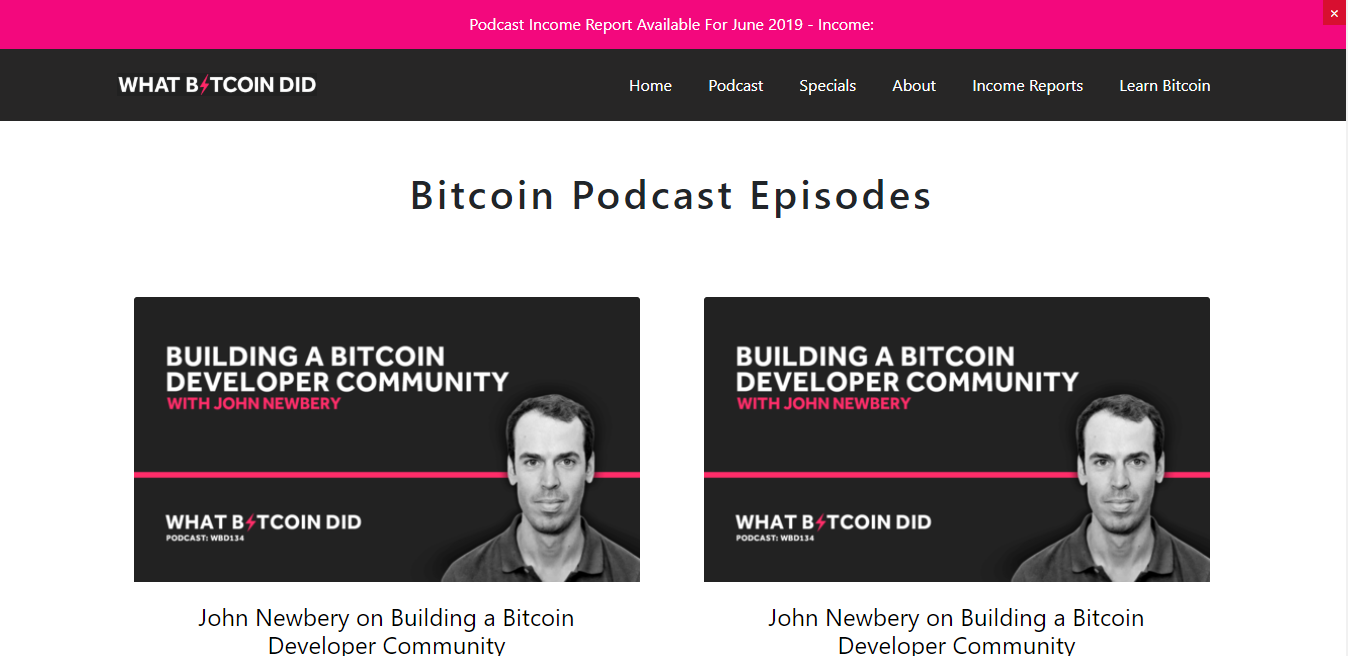 Podcast Income Report Available For June 2019 - Income:
×
WHAT B⚡TCOIN DID
Home
Podcast
Specials
About
Income Reports
Learn Bitcoin
Bitcoin Podcast Episodes
BUILDING A BITCOIN
DEVELOPER COMMUNITY
WITH JOHN NEWBERY
WHAT B⚡TCOIN DID
PODCAST: WBD134
John Newbery on Building a Bitcoin
Developer Community
BUILDING A BITCOIN
DEVELOPER COMMUNITY
WITH JOHN NEWBERY
WHAT B⚡TCOIN DID
PODCAST: WBD134
John Newbery on Building a Bitcoin
Developer Community